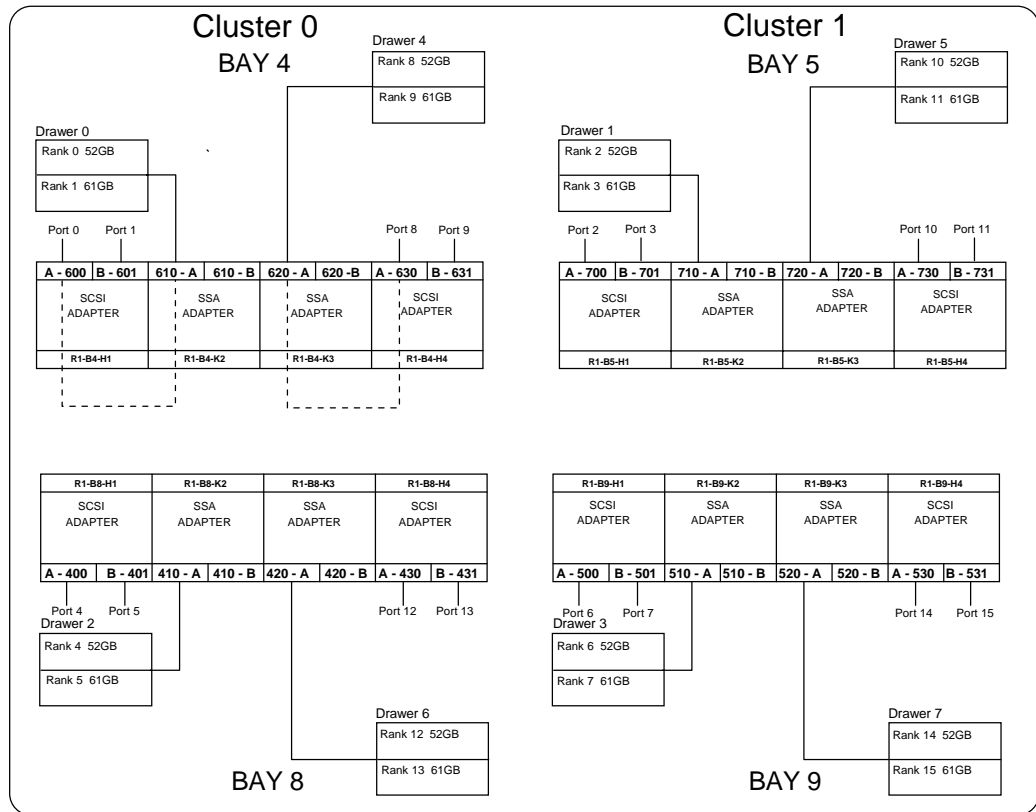 Cluster 0
Cluster 1
BAY 4
Drawer 4
Rank 8 52GB
Rank 9 61GB
Drawer 0
Rank 0 52GB
Rank 1 61GB
Port 0
Port 1
Port 8
Port 9
A - 600 B - 601 610 - A 610 - B 620 - A 620 -B A - 630 B - 631
SCSI
ADAPTER
SSA
ADAPTER
SSA
ADAPTER
SCSI
ADAPTER
R1-B4-H1 R1-B4-K2 R1-B4-K3 R1-B4-H4
BAY 5
Drawer 5
Rank 10 52GB
Rank 11 61GB
Drawer 1
Rank 2 52GB
Rank 3 61GB
Port 2
Port 3
Port 10
Port 11
A - 700 B - 701 710 - A 710 - B 720 - A 720 - B A - 730 B - 731
SCSI
ADAPTER
SSA
ADAPTER
SSA
ADAPTER
SCSI
ADAPTER
R1-B5-H1 R1-B5-K2 R1-B5-K3 R1-B5-H4
R1-B8-H1 R1-B8-K2 R1-B8-K3 R1-B8-H4
SCSI
ADAPTER
SSA
ADAPTER
SSA
ADAPTER
SCSI
ADAPTER
A - 400 B - 401 410 - A 410 - B 420 - A 420 - B A - 430 B - 431
Port 4
Port 5
Port 12
Port 13
Drawer 2
Rank 4 52GB
Rank 5 61GB
Drawer 6
Rank 12 52GB
Rank 13 61GB
BAY 8
R1-B9-H1 R1-B9-K2 R1-B9-K3 R1-B9-H4
SCSI
ADAPTER
SSA
ADAPTER
SSA
ADAPTER
SCSI
ADAPTER
A - 500 B - 501 510 - A 510 - B 520 - A 520 - B A - 530 B - 531
Port 6
Port 7
Port 14
Port 15
Drawer 3
Rank 6 52GB
Rank 7 61GB
Drawer 7
Rank 14 52GB
Rank 15 61GB
BAY 9